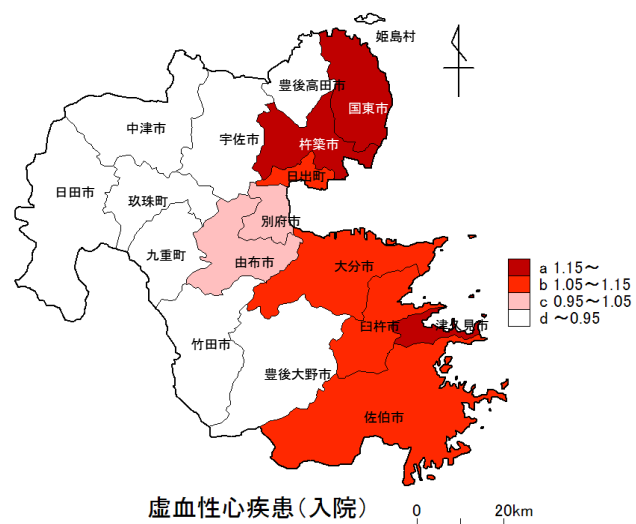 姫島村
豊後高田市
国東市
中津市
宇佐市
杵築市
日出町
日田市
玖珠町
別府市
九重町
由布市
大分市
a 1.15～
b 1.05～1.15
c 0.95～1.05
d ～0.95
臼杵市
津久見市
竹田市
豊後大野市
佐伯市
虚血性心疾患（入院）
0 20km